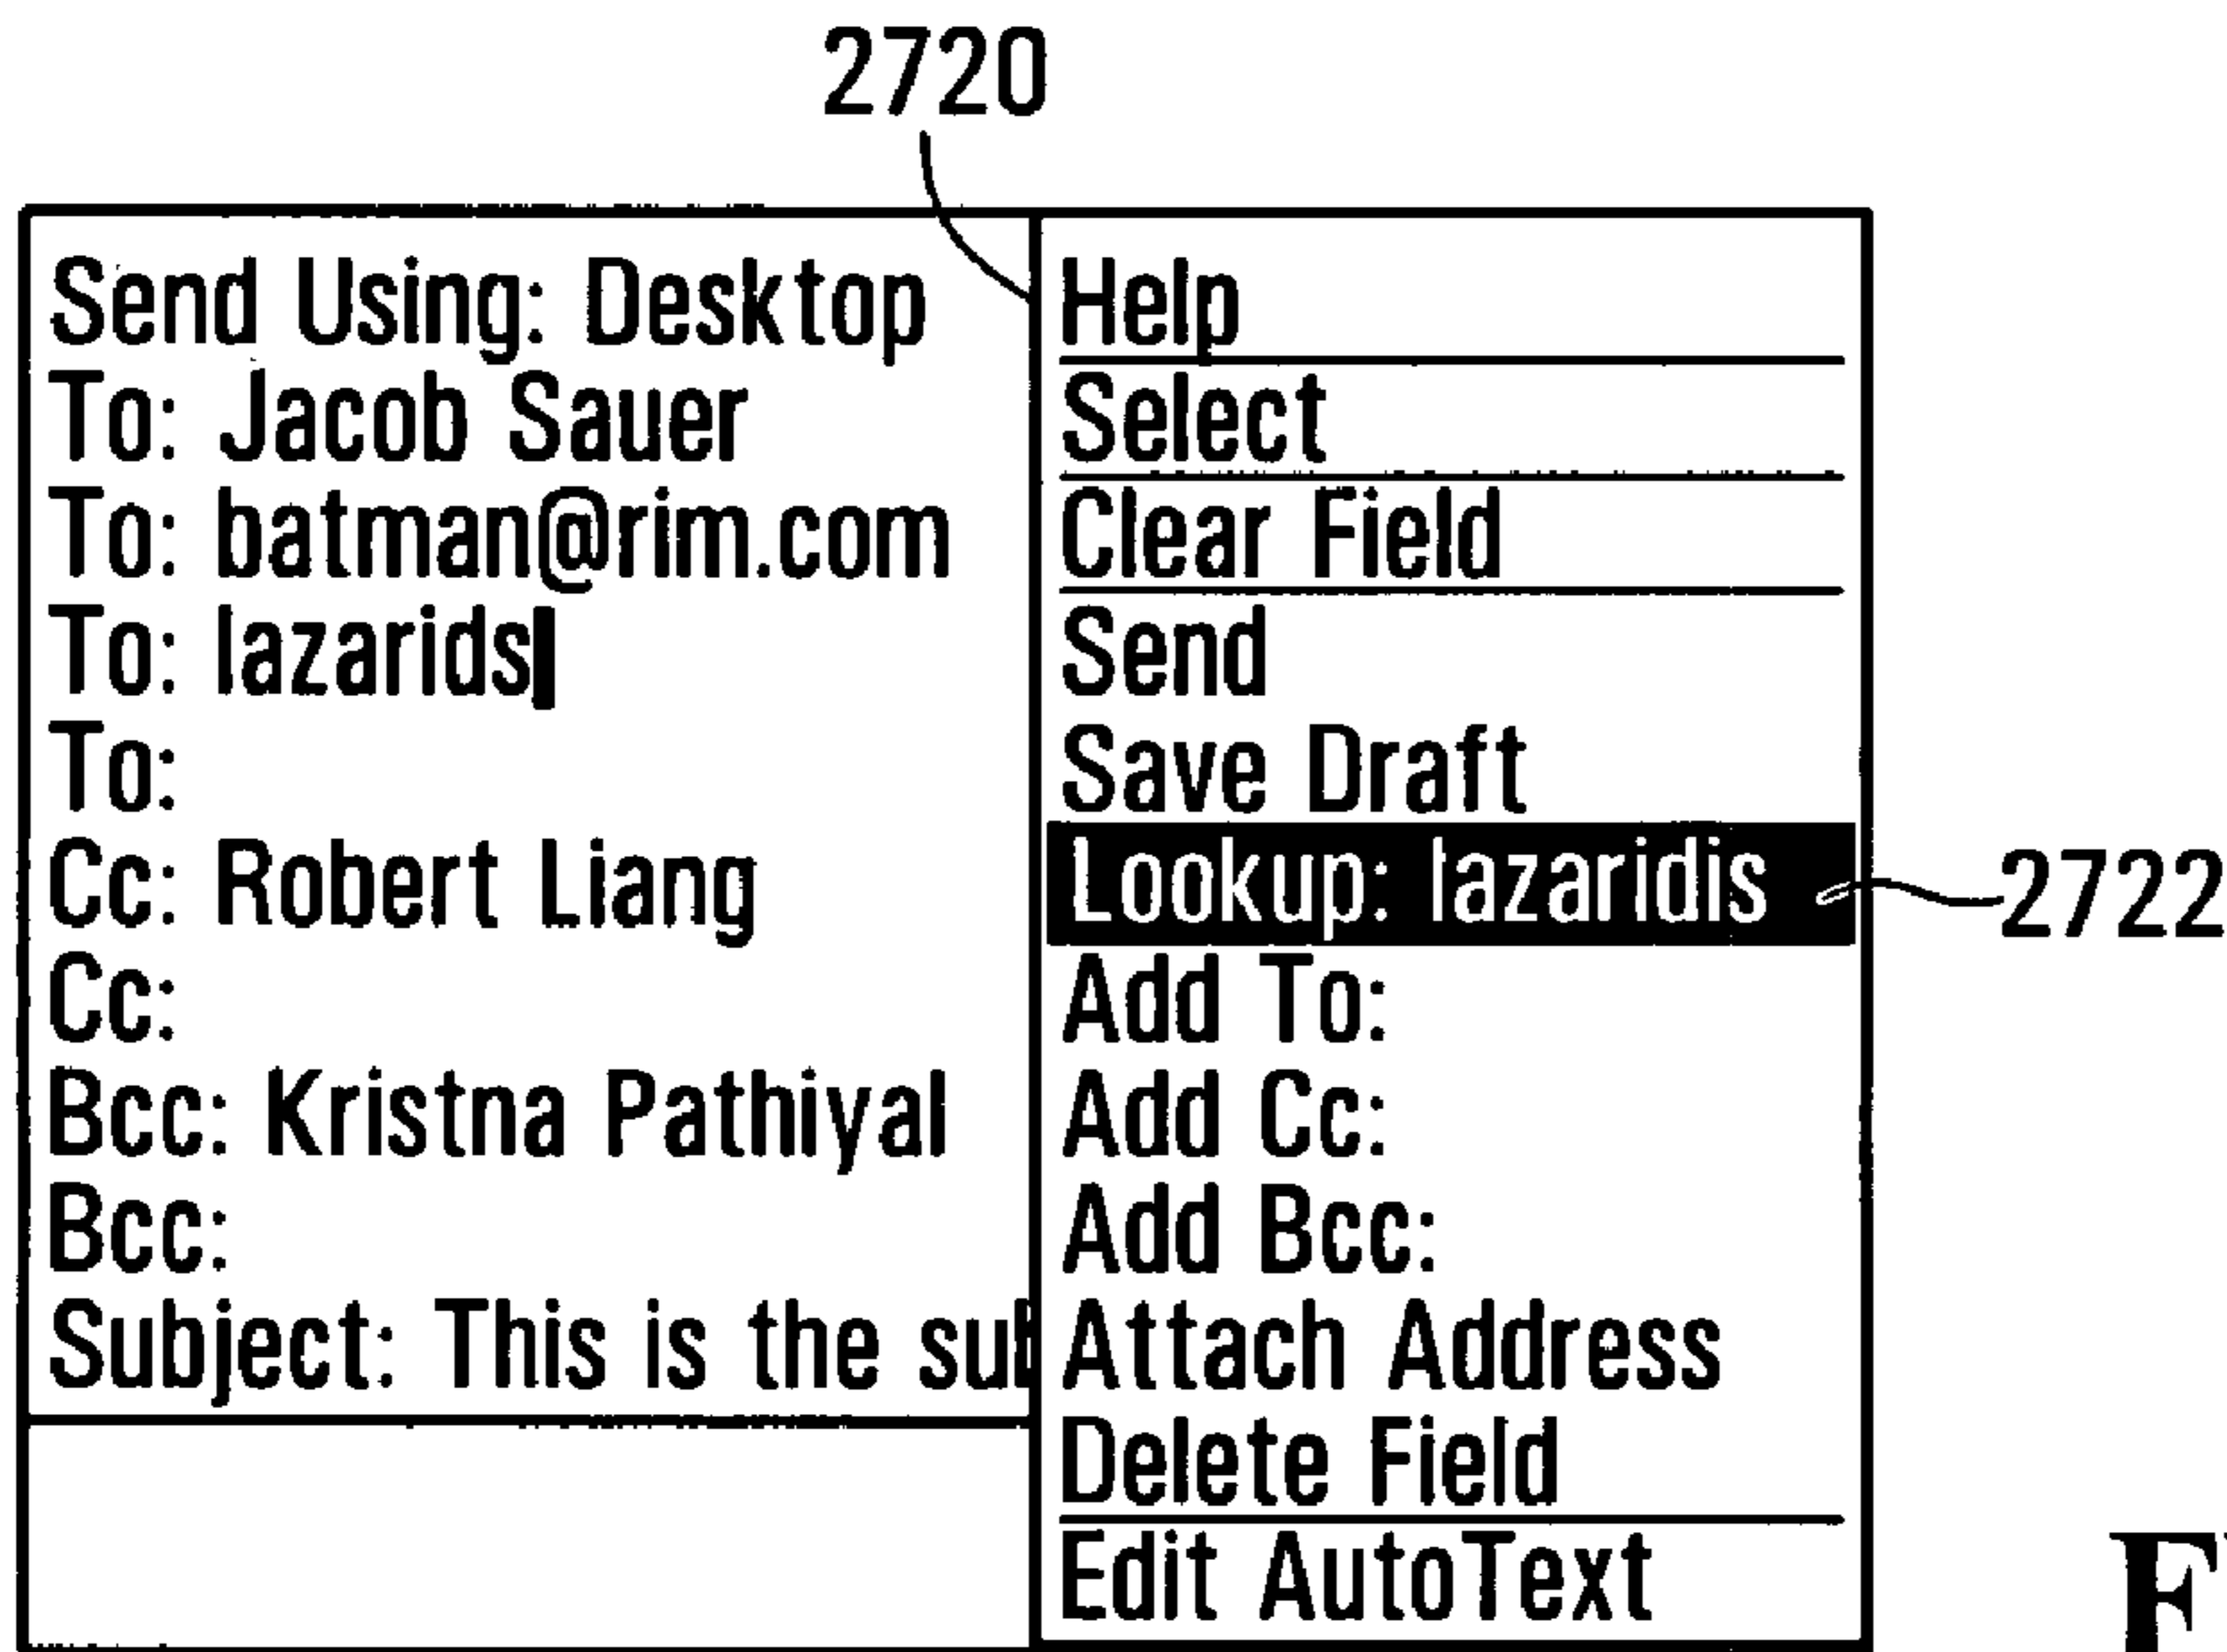 2720
Send Using: Desktop
To: Jacob Sauer
To: batman@rim.com
To: lazarids
To:
Cc: Robert Liang
Cc:
Bcc: Kristna Pathiyal
Bcc:
Subject: This is the sub
Help
Select
Clear Field
Send
Save Draft
Lookup: lazaridis
2722
Add To:
Add Cc:
Add Bcc:
Attach Address
Delete Field
Edit AutoText